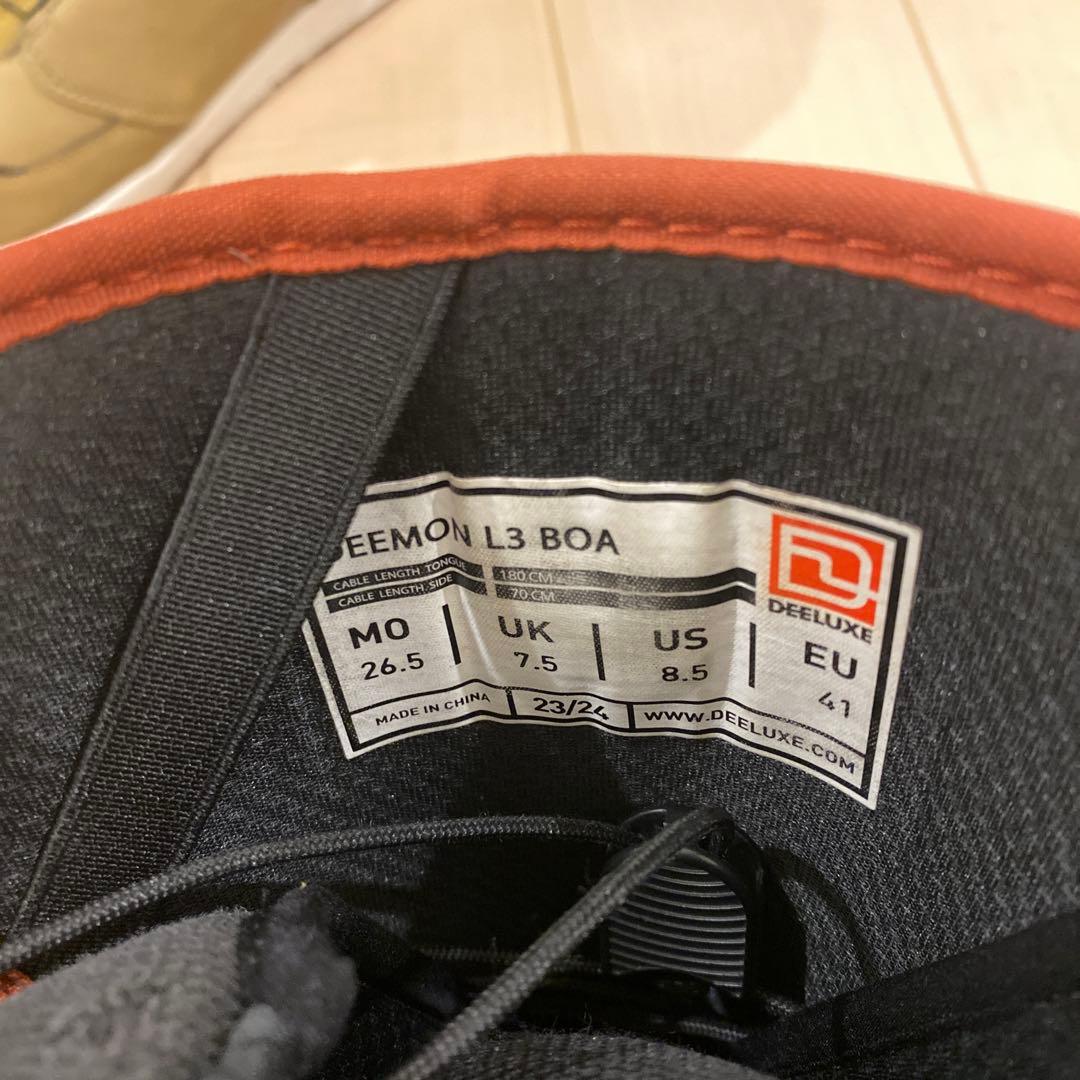 DEEMON L3 BOA
CABLE LENGTH TONGUE 180 CM
CABLE LENGTH SIDE 70 CM
DEELUXE
MO UK US EU
26.5 7.5 8.5 41
MADE IN CHINA 23/24 WWW.DEELUXE.COM